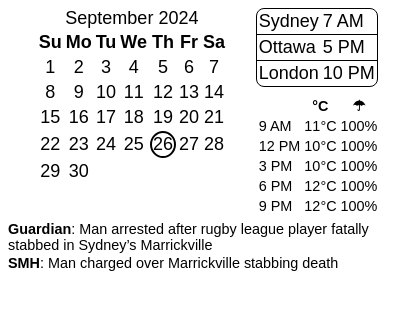 September 2024
Su Mo Tu We Th Fr Sa
1 2 3 4 5 6 7
8 9 10 11 12 13 14
15 16 17 18 19 20 21
22 23 24 25 26 27 28
29 30
Sydney 7 AM
Ottawa 5 PM
London 10 PM
°C ☂
9 AM 11°C 100%
12 PM 10°C 100%
3 PM 10°C 100%
6 PM 12°C 100%
9 PM 12°C 100%
Guardian: Man arrested after rugby league player fatally
stabbed in Sydney’s Marrickville
SMH: Man charged over Marrickville stabbing death